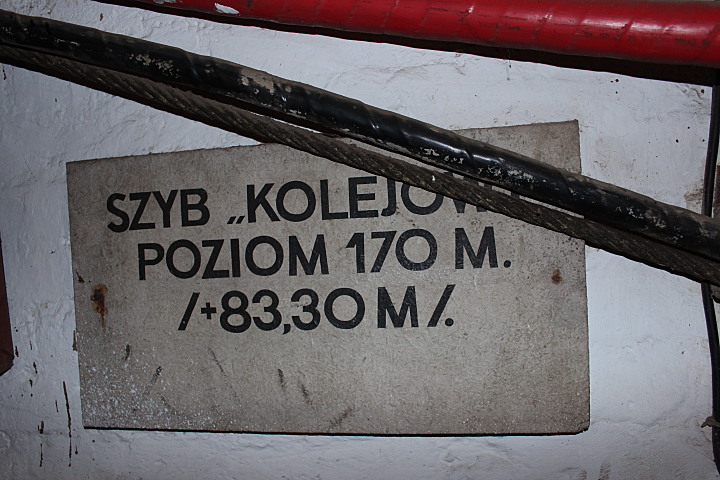 SZYB „KOLEJOW
POZIOM 170 M.
/+83,30 M/.